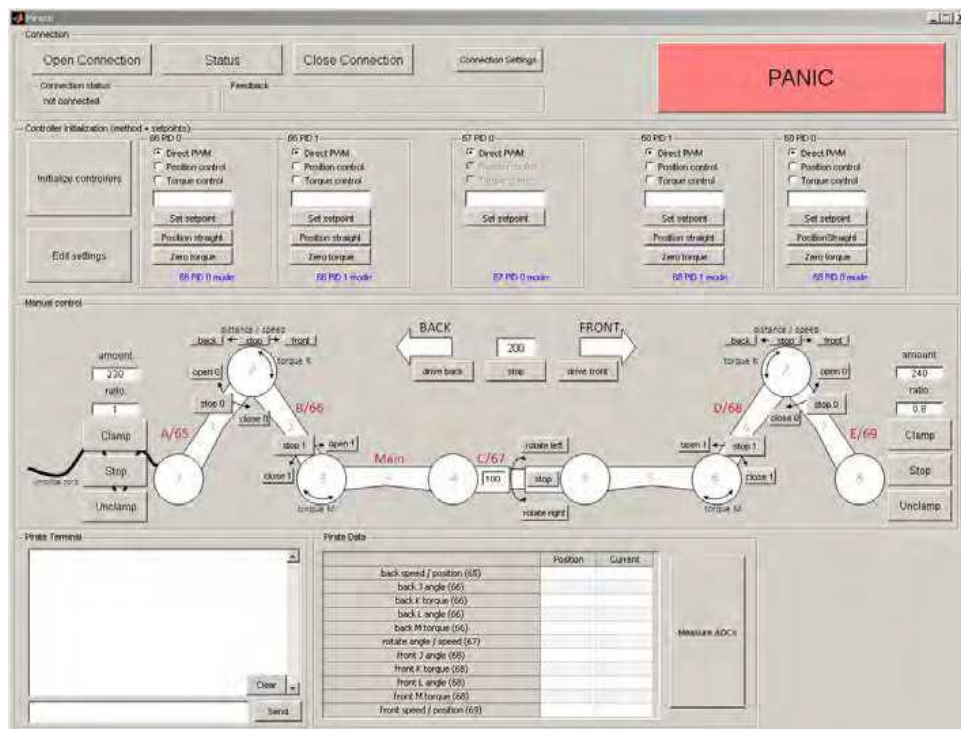 Connection
Open Connection
Status
Close Connection
Connection Settings
PANIC
Connection status
not connected
Feedback
Controller initialization (method + setpoints)
Initialize controllers
Edit settings
66 PID 0
Direct PWM
Position control
Torque control
Set setpoint
Position straight
Zero torque
66 PID 0 mode
66 PID 1
Direct PWM
Position control
Torque control
Set setpoint
Position straight
Zero torque
66 PID 1 mode
67 PID 0
Direct PWM
Set setpoint
67 PID 0 mode
68 PID 1
Direct PWM
Position control
Torque control
Set setpoint
Position straight
Zero torque
68 PID 1 mode
68 PID 0
Direct PWM
Position control
Torque control
Set setpoint
PositionStraight
Zero torque
68 PID 0 mode
Manual control
amount
230
ratio
1
Clamp
Stop
Unclamp
distance / speed
back
stop
front
torque K
open 0
stop 0
close 0
A/65
B/66
stop 1
open 1
close 1
torque M
Main
BACK
FRONT
200
drive back
stop
drive front
C/67
100
rotate left
stop
rotate right
distance / speed
back
stop
front
torque K
open 0
stop 0
close 0
D/68
E/69
open 1
stop 1
close 1
torque M
amount
240
ratio
0.8
Clamp
Stop
Unclamp
Pirate Terminal
Clear
Send
Pirate Data
Position Current
back speed / position (65)
back J angle (66)
back K torque (66)
back L angle (66)
back M torque (66)
rotate angle / speed (67)
front J angle (68)
front K torque (68)
front L angle (68)
front M torque (68)
front speed / position (69)
Measure ADCs